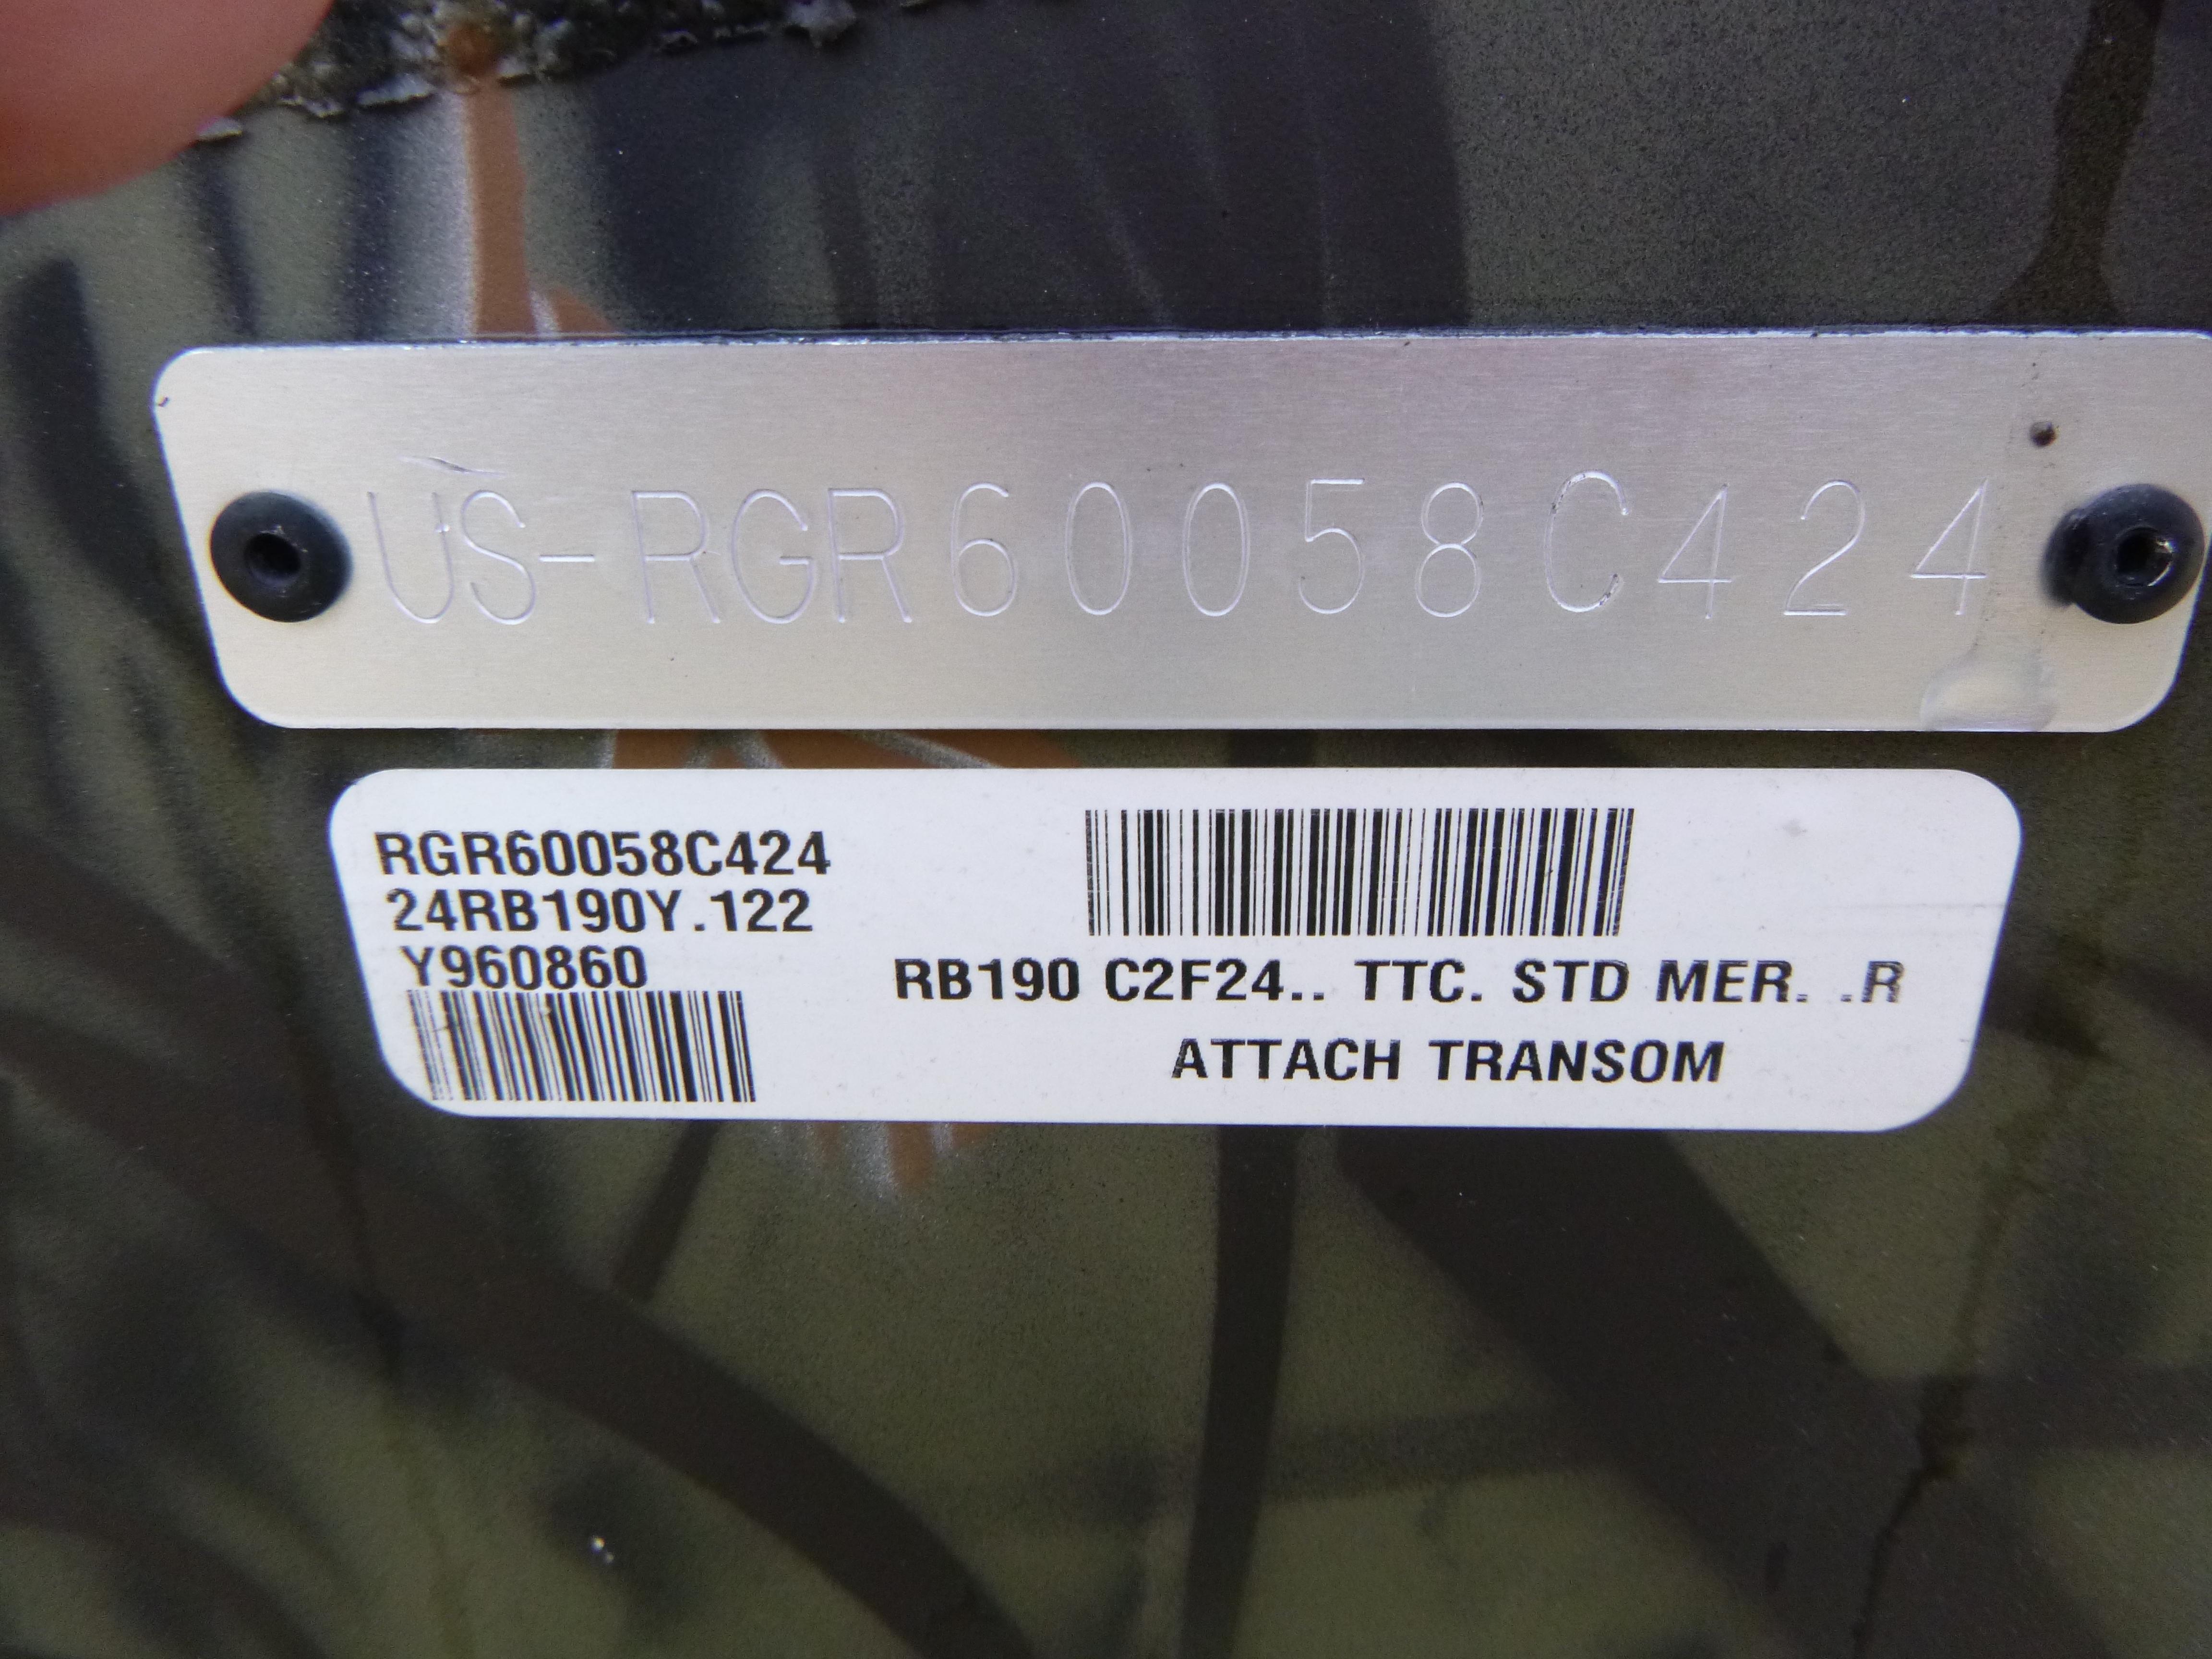 US-RGR60058C424
RGR60058C424
24RB190Y.122
Y960860
RB190 C2F24.. TTC. STD MER. .R
ATTACH TRANSOM